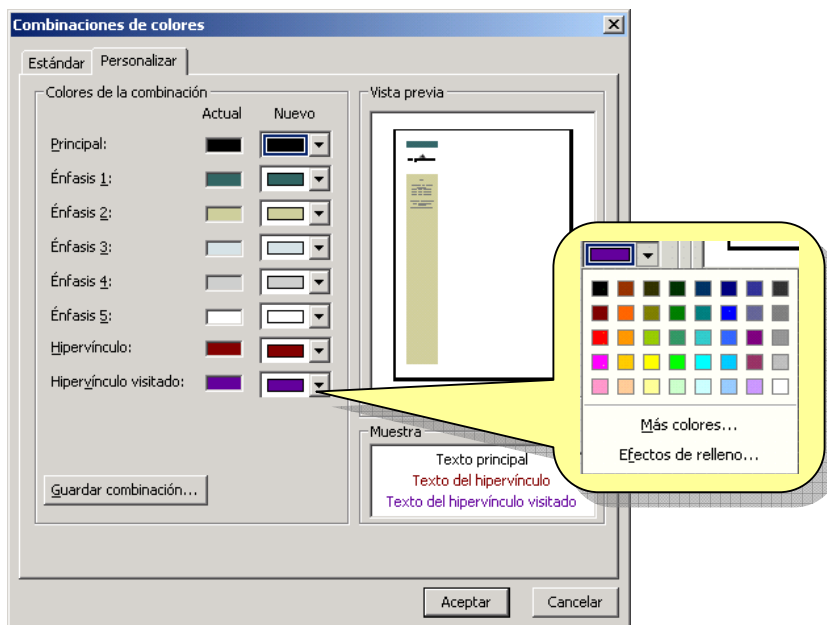 Combinaciones de colores
Estándar Personalizar
Colores de la combinación
Actual Nuevo
Principal:
Énfasis 1:
Énfasis 2:
Énfasis 3:
Énfasis 4:
Énfasis 5:
Hipervínculo:
Hipervínculo visitado:
Guardar combinación...
Vista previa
Más colores...
Efectos de relleno...
Muestra
Texto principal
Texto del hipervínculo
Texto del hipervínculo visitado
Aceptar Cancelar